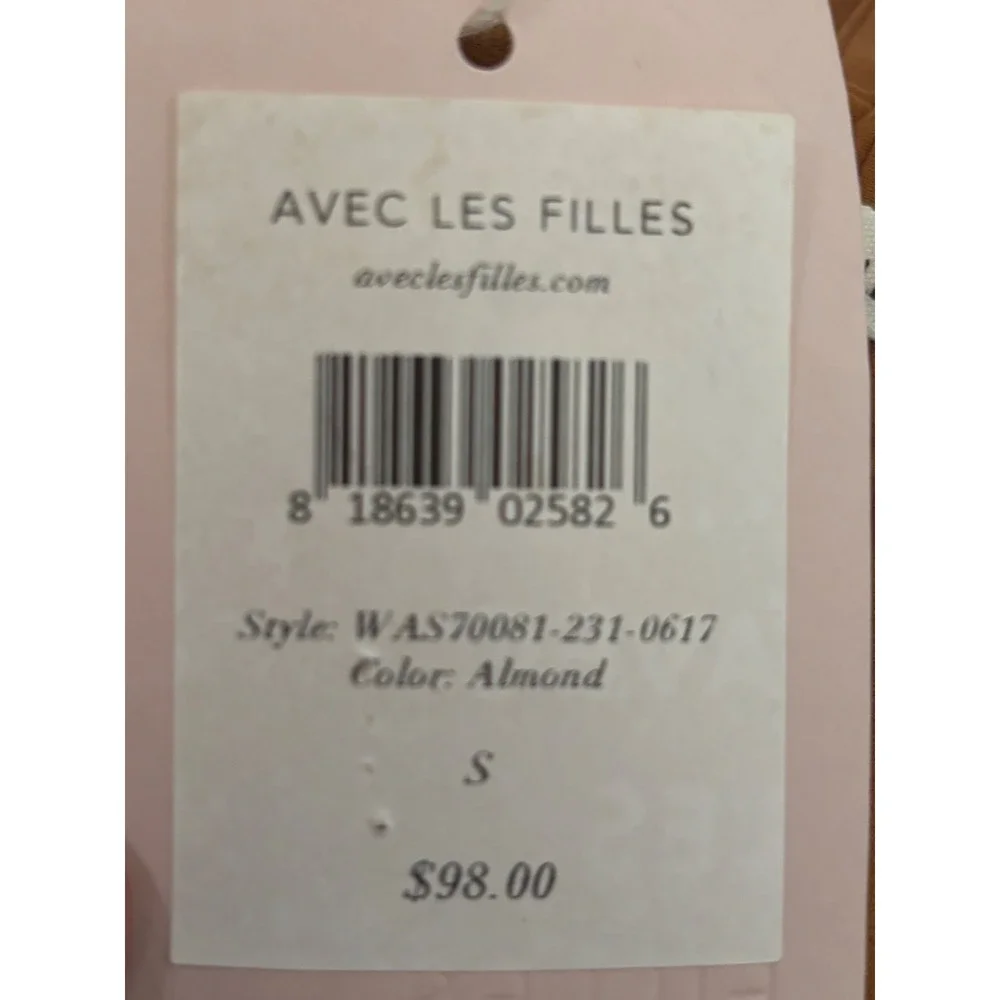 AVEC LES FILLES
aveclesfilles.com
8 18639 02582 6
Style: WAS70081-231-0617
Color: Almond
S
$98.00